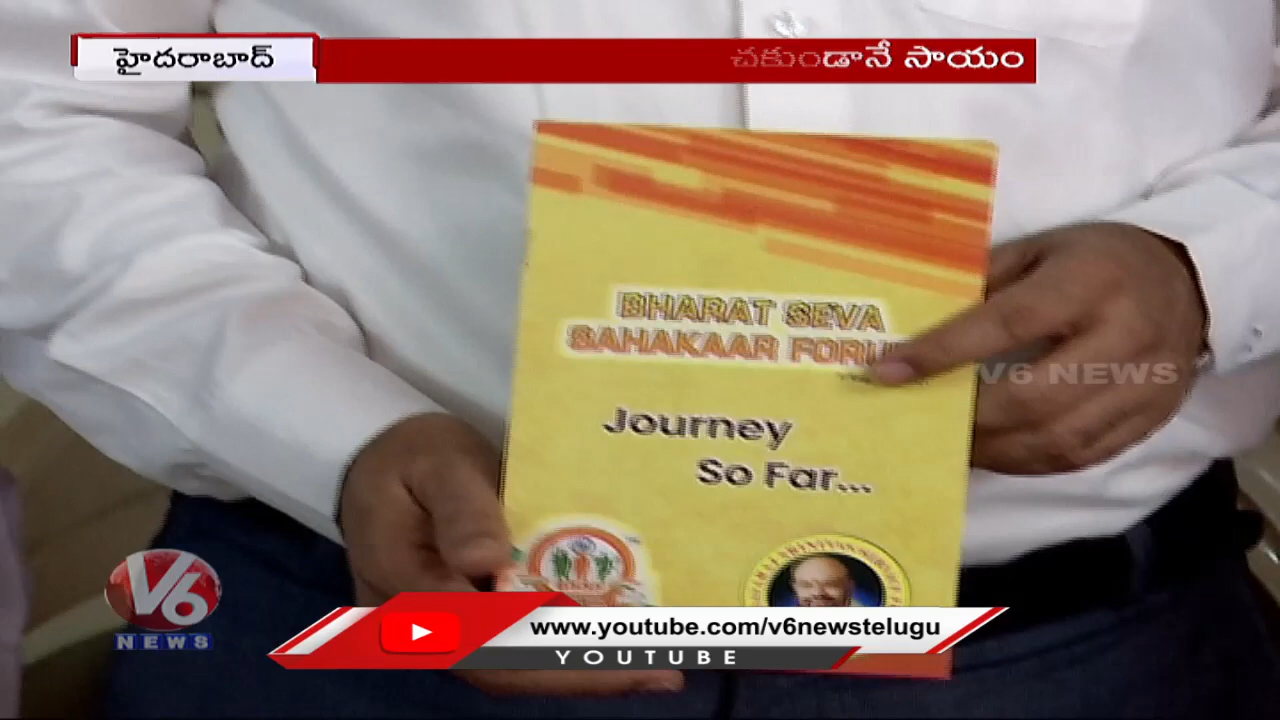 హైదరాబాద్
చకుండానే సాయం
BHARAT SEVA
SAHAKAAR FORU
V6 NEWS
Journey
So Far...
V6
NEWS
www.youtube.com/v6newstelugu
YOUTUBE